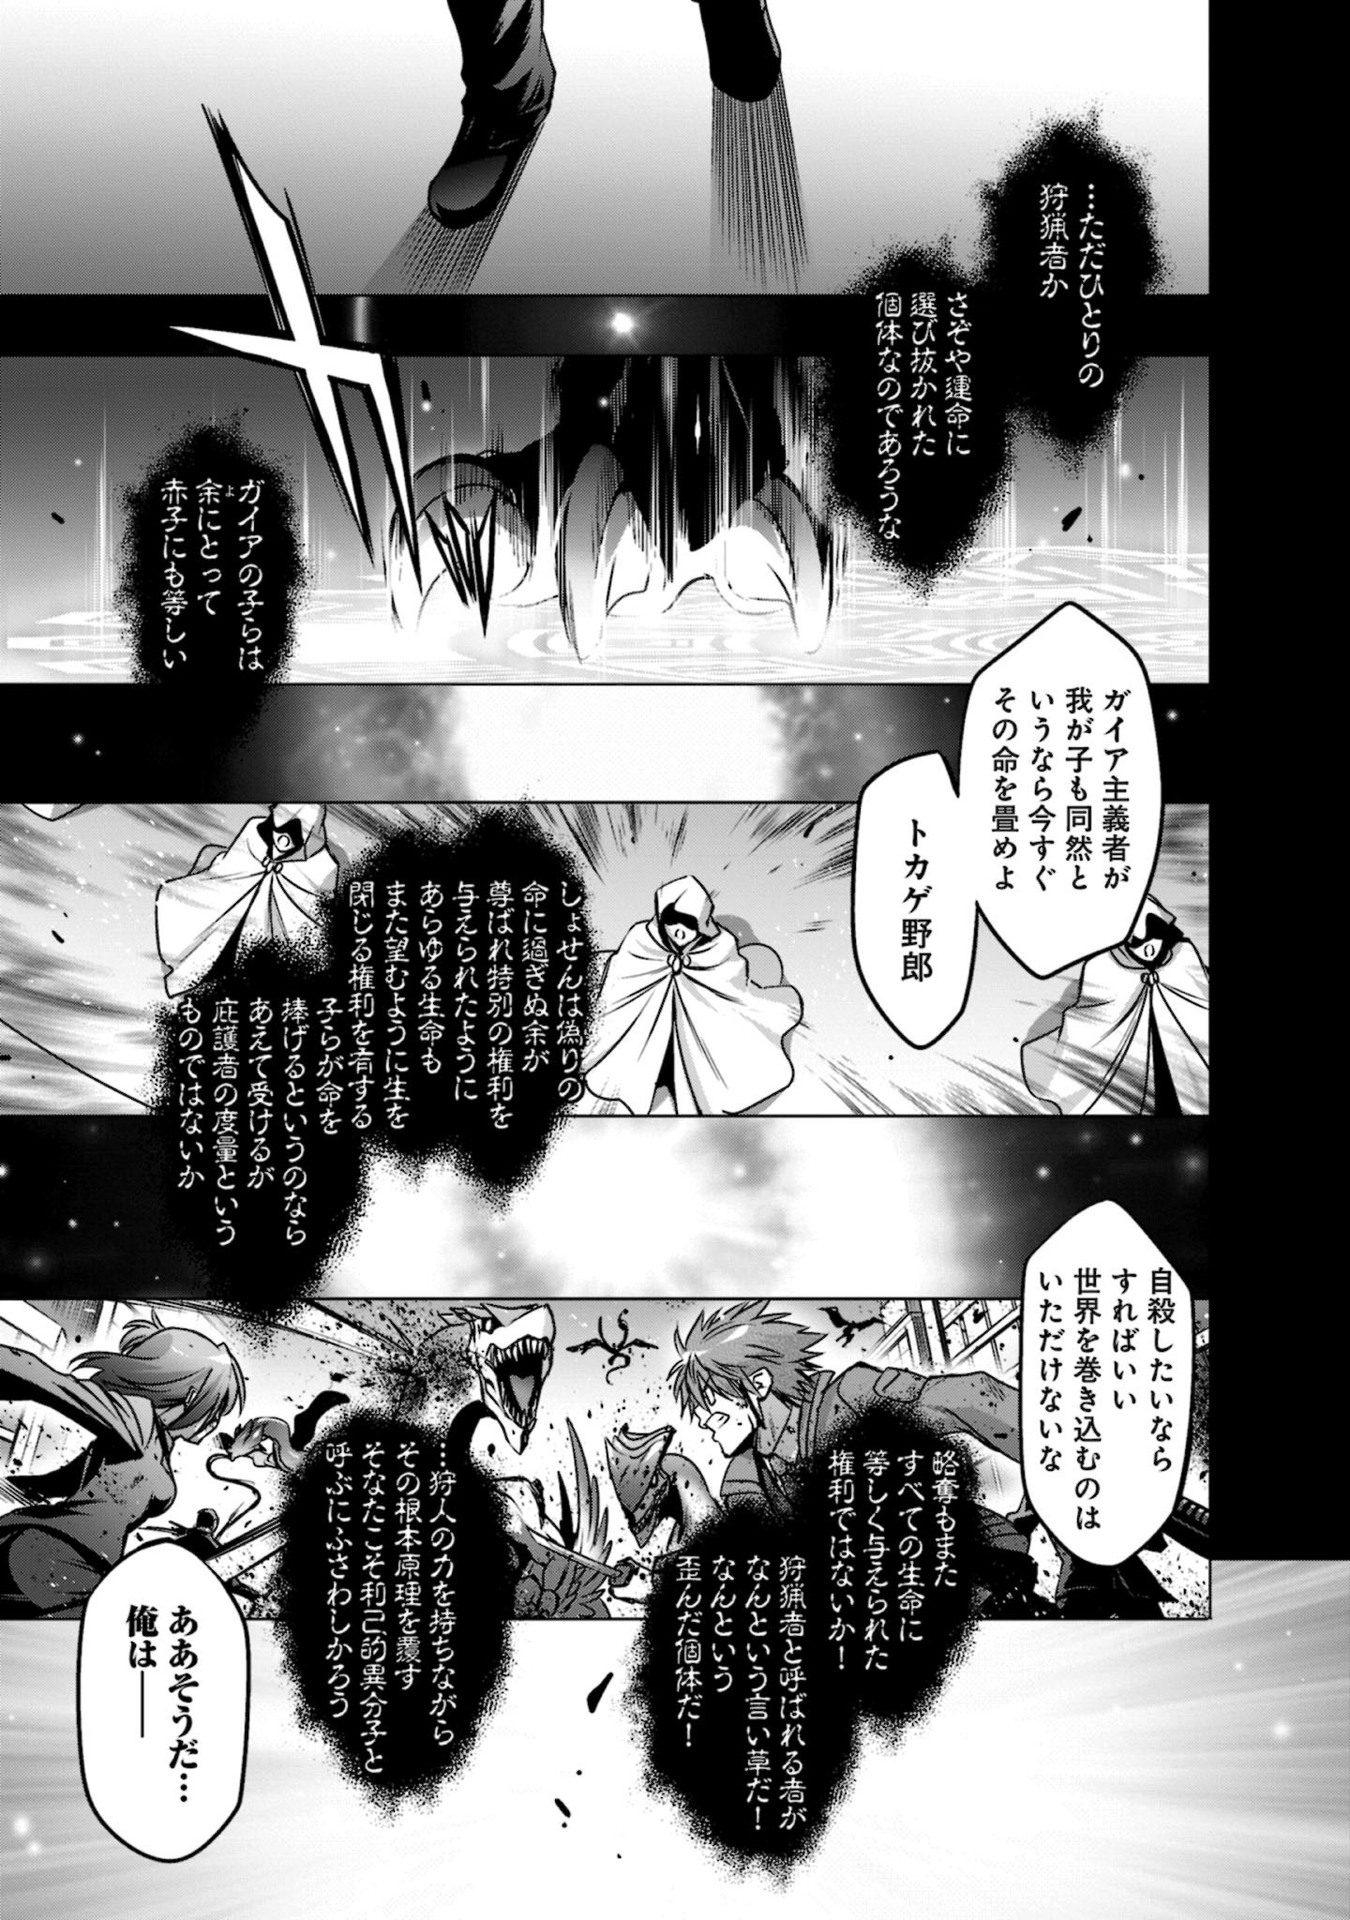 …ただひとりの
狩猟者か
さぞや運命に
選び抜かれた
個体なのであろうな
ガイアの子らは
余にとって
よ
赤子にも等しい
ガイア主義者が
我が子も同然と
いうなら今すぐ
その命を畳めよ
トカゲ野郎
しょせんは偽りの
命に過ぎぬ余が
尊ばれ特別の権利を
与えられたように
あらゆる生命も
また望むように生を
閉じる権利を有する
子らが命を
捧げるというのなら
あえて受けるが
庇護者の度量という
ものではないか
自殺したいなら
すればいい
世界を巻き込むのは
いただけないな
略奪もまた
すべての生命に
等しく与えられた
権利ではないか！
狩猟者と呼ばれる者が
なんという言い草だ！
なんという
歪んだ個体だ！
…狩人の力を持ちながら
その根本原理を覆す
そなたこそ利己的異分子と
呼ぶにふさわしかろう
ああそうだ…
俺は――